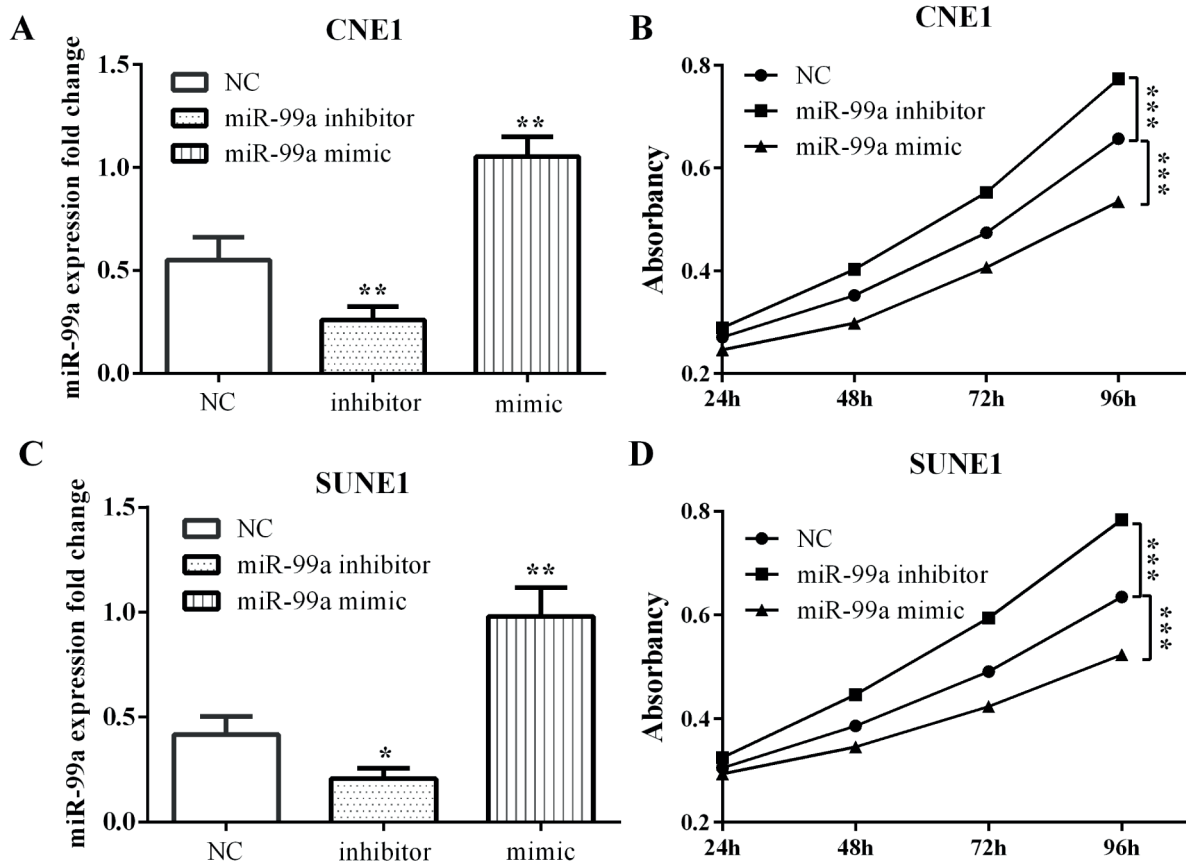 A
CNE1
miR-99a expression fold change
1.5
1.0
0.5
0.0
NC
miR-99a inhibitor
miR-99a mimic
**
**
NC
inhibitor
mimic
B
CNE1
Absorbancy
0.8
0.6
0.4
0.2
NC
miR-99a inhibitor
miR-99a mimic
***
***
24h
48h
72h
96h
C
SUNE1
miR-99a expression fold change
1.5
1.0
0.5
0.0
NC
miR-99a inhibitor
miR-99a mimic
*
**
NC
inhibitor
mimic
D
SUNE1
Absorbancy
0.8
0.6
0.4
0.2
NC
miR-99a inhibitor
miR-99a mimic
***
***
24h
48h
72h
96h